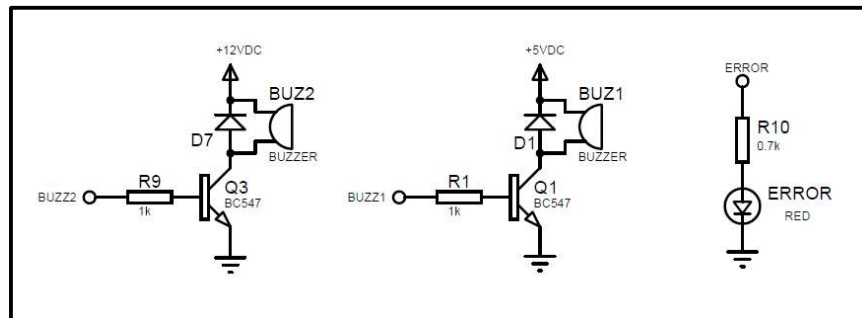 +12VDC
BUZ2
D7
BUZZER
BUZZ2
R9
1k
Q3
BC547
+5VDC
BUZ1
D1
BUZZER
BUZZ1
R1
1k
Q1
BC547
ERROR
R10
0.7k
ERROR
RED